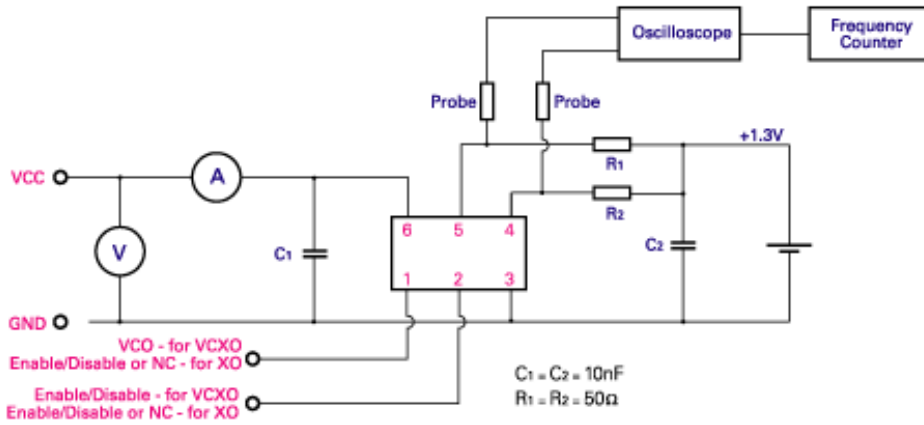 Oscilloscope
Frequency
Counter
Probe
Probe
+1.3V
R1
VCC
A
R2
6 5 4
V
C1
C2
1 2 3
GND
VCO - for VCXO
Enable/Disable or NC - for XO
C1 = C2 = 10nF
Enable/Disable - for VCXO
R1 = R2 = 50Ω
Enable/Disable or NC - for XO